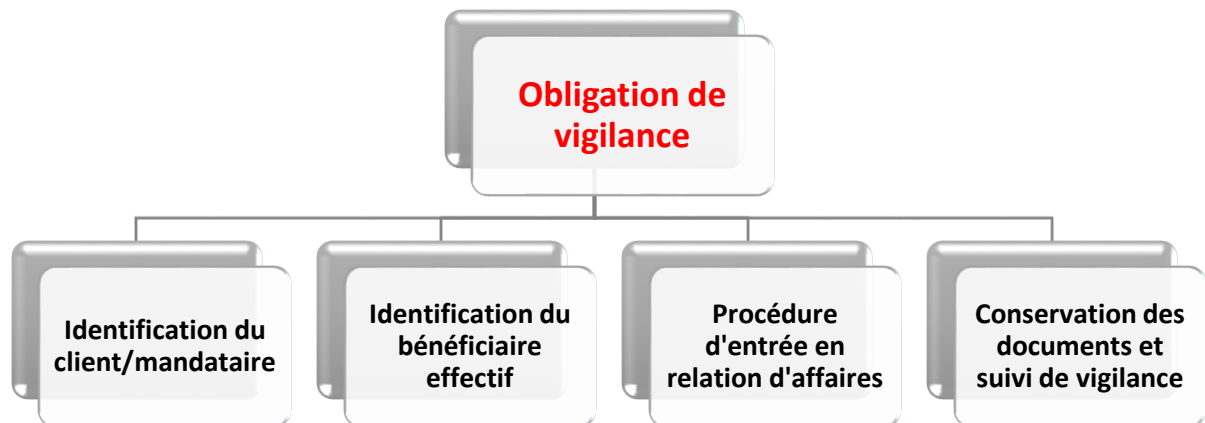 Obligation de
vigilance
Identification du
client/mandataire
Identification du
bénéficiaire
effectif
Procédure
d'entrée en
relation d'affaires
Conservation des
documents et
suivi de vigilance